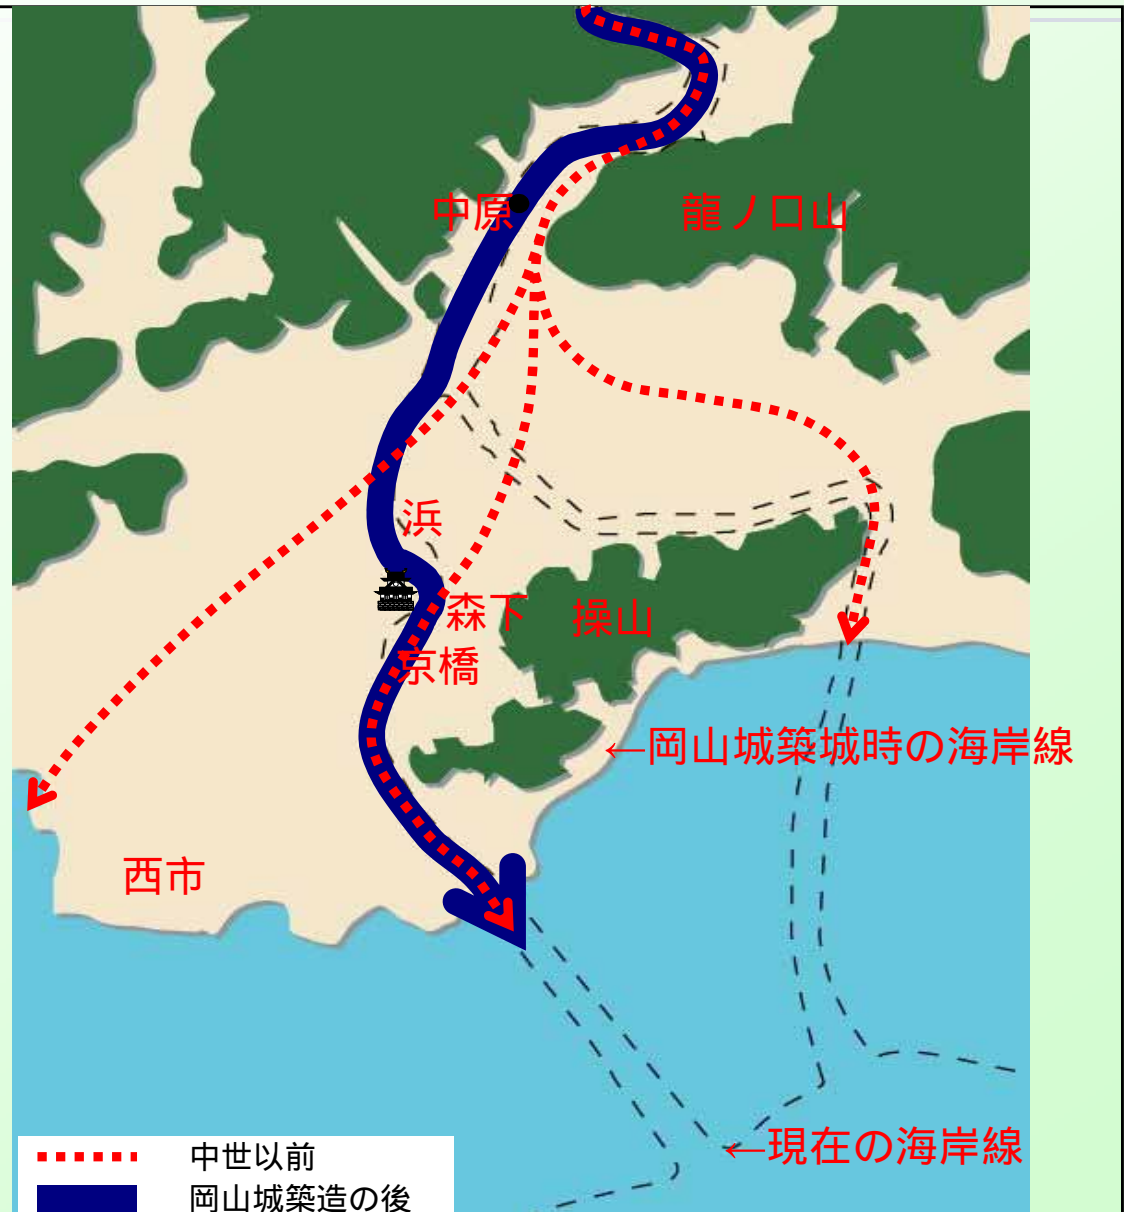 中原
龍ノ口山
浜
森下
操山
京橋
←岡山城築城時の海岸線
西市
←現在の海岸線
中世以前
岡山城築造の後